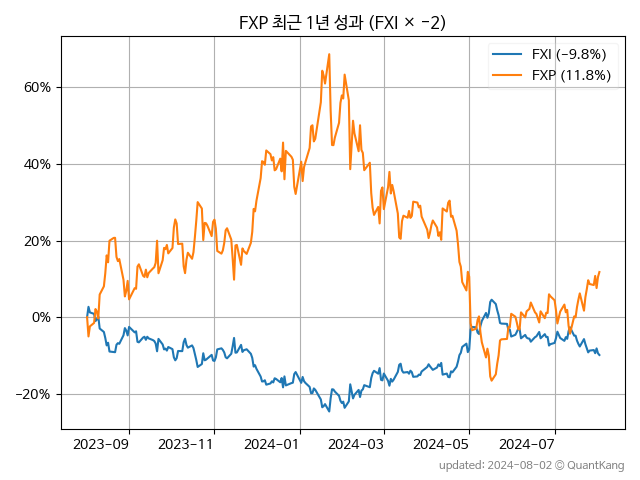 FXP 최근 1년 성과 (FXI × −2)
FXI (−9.8%)
FXP (11.8%)
60%
40%
20%
0%
−20%
2023−09
2023−11
2024−01
2024−03
2024−05
2024−07
updated: 2024-08-02 © QuantKang